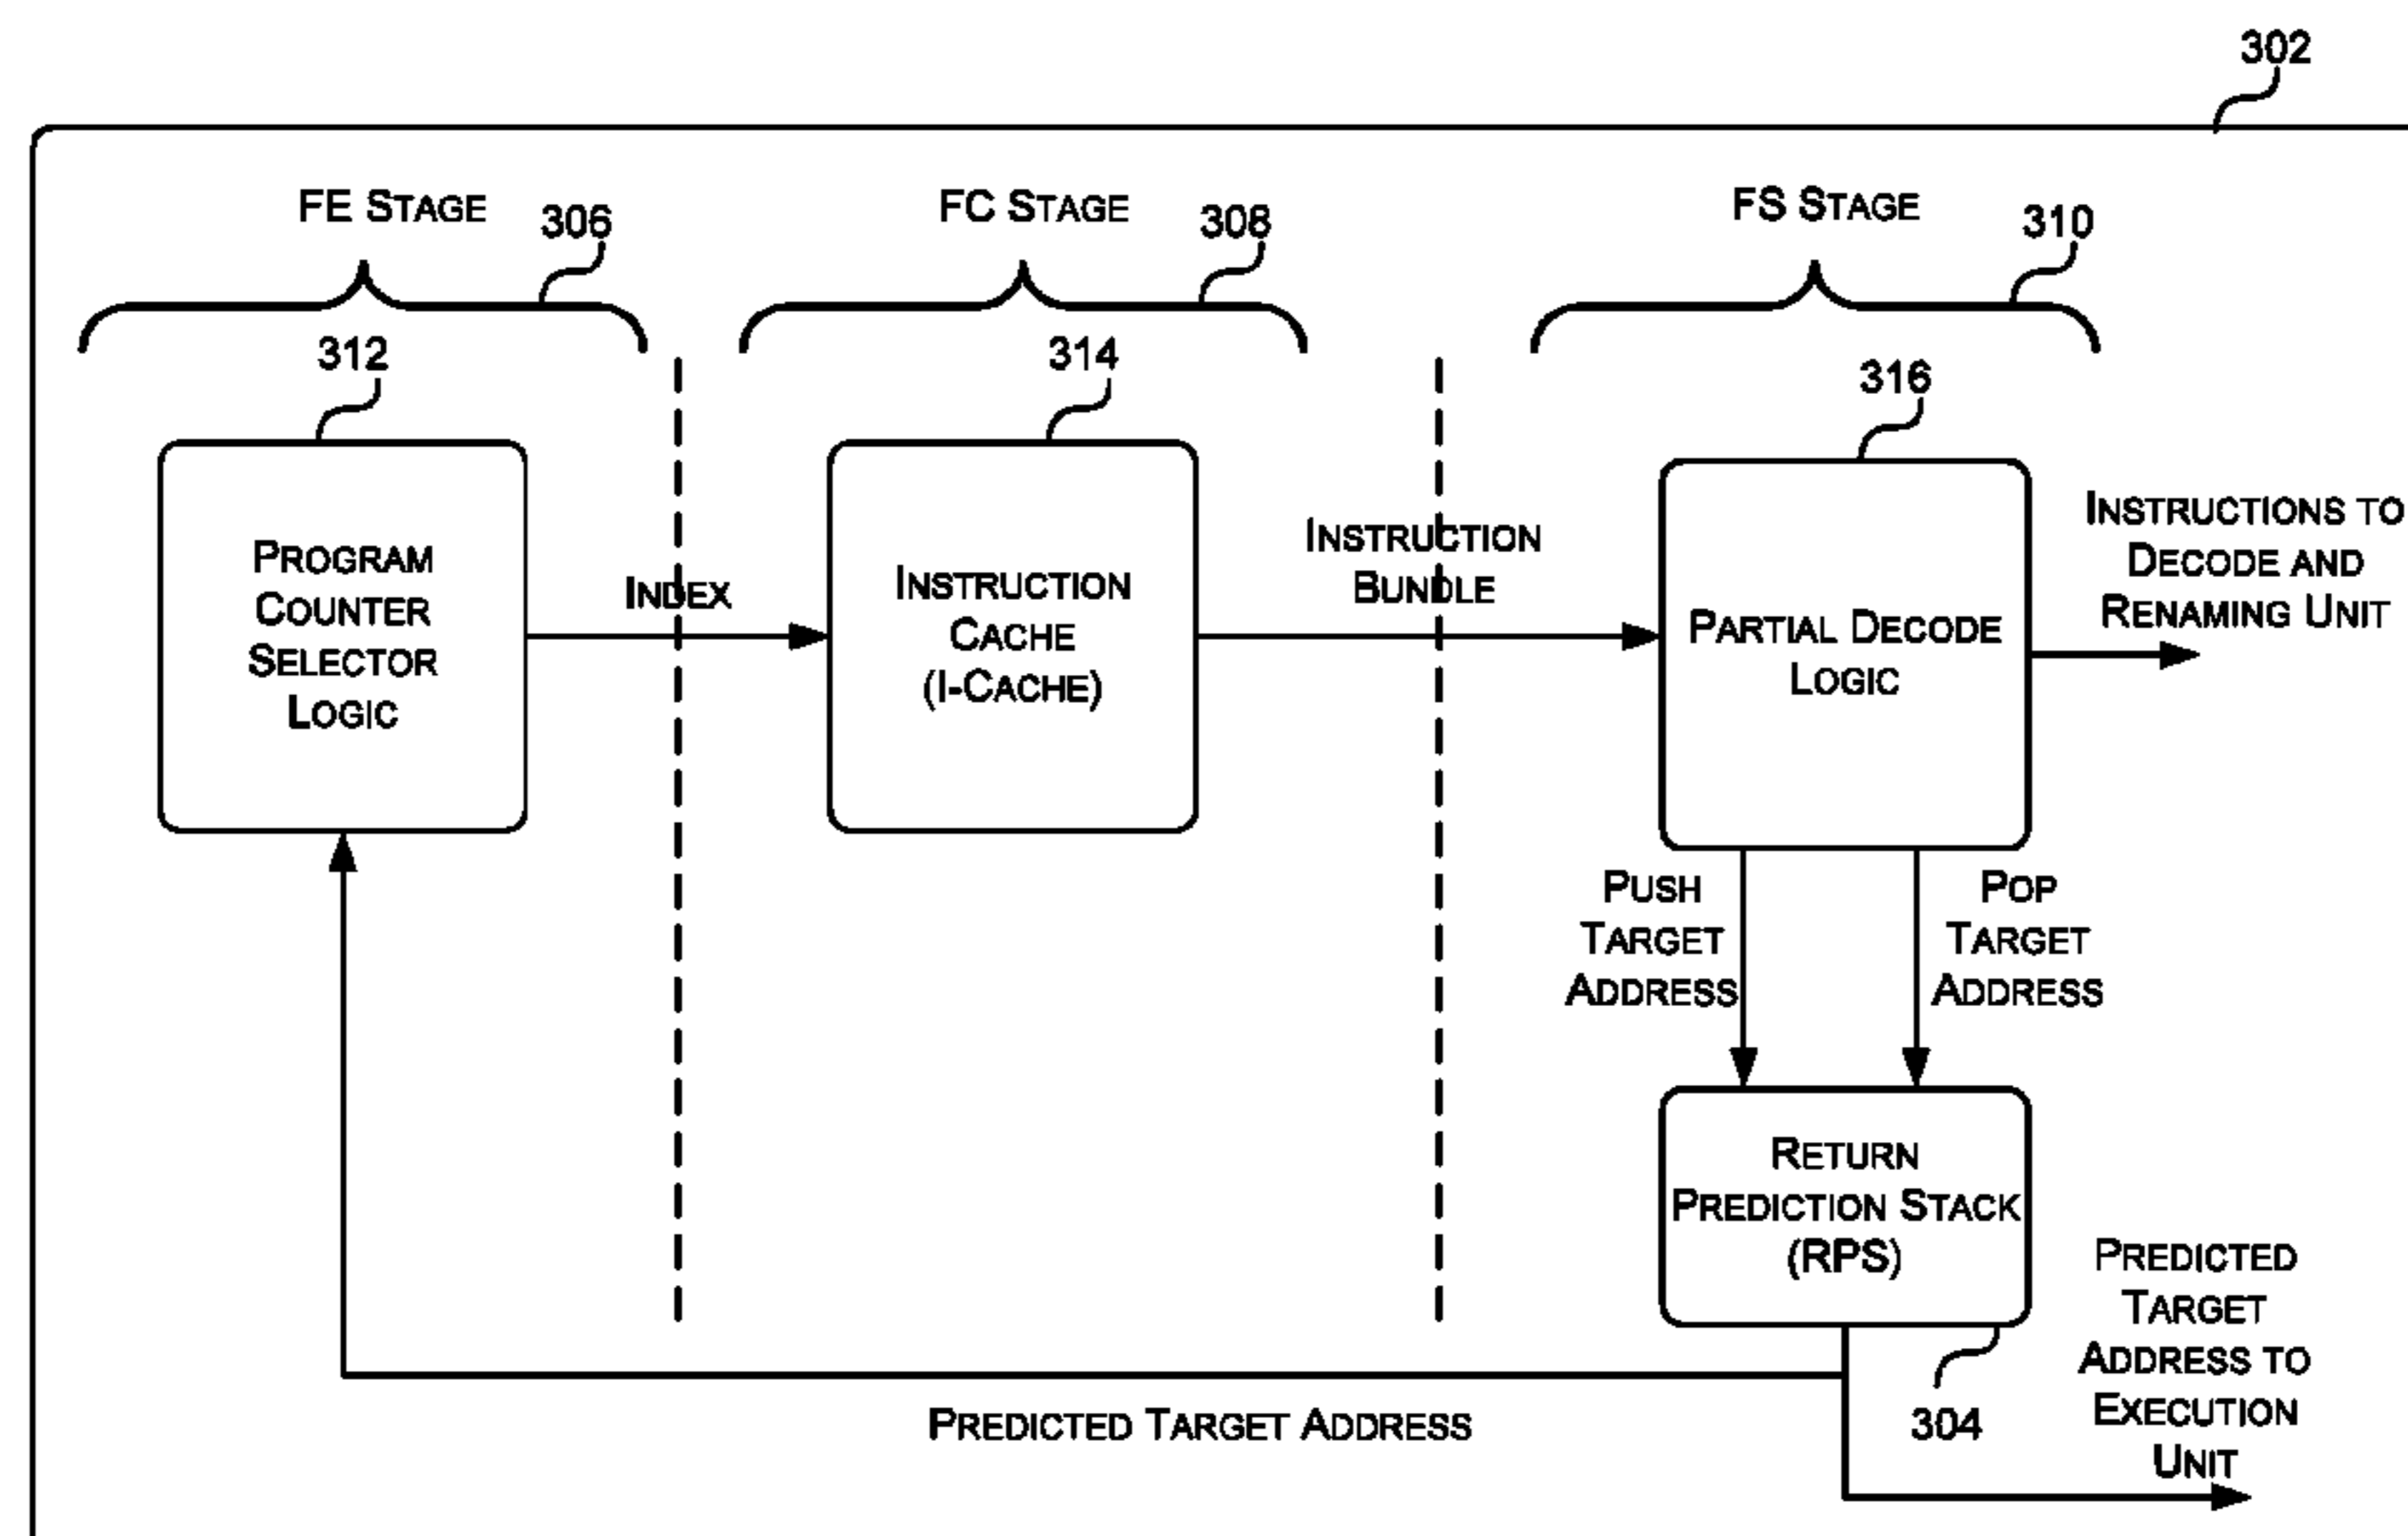 302
FE STAGE
306
FC STAGE
308
FS STAGE
310
312
314
316
PROGRAM
COUNTER
SELECTOR
LOGIC
INDEX
INSTRUCTION
CACHE
(I-CACHE)
INSTRUCTION
BUNDLE
PARTIAL DECODE
LOGIC
INSTRUCTIONS TO
DECODE AND
RENAMING UNIT
PUSH
TARGET
ADDRESS
POP
TARGET
ADDRESS
RETURN
PREDICTION STACK
(RPS)
304
PREDICTED
TARGET
ADDRESS TO
EXECUTION
UNIT
PREDICTED TARGET ADDRESS